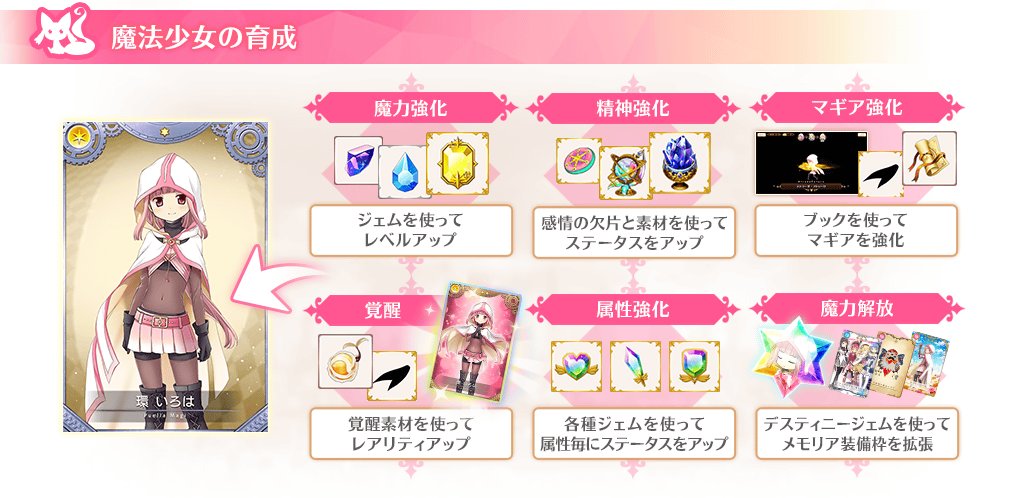 魔法少女の育成
環 いろは
Puella Magi
魔力強化
ジェムを使って
レベルアップ
精神強化
感情の欠片と素材を使って
ステータスをアップ
マギア強化
ブックを使って
マギアを強化
覚醒
覚醒素材を使って
レアリティアップ
属性強化
各種ジェムを使って
属性毎にステータスをアップ
魔力解放
デスティニージェムを使って
メモリア装備枠を拡張